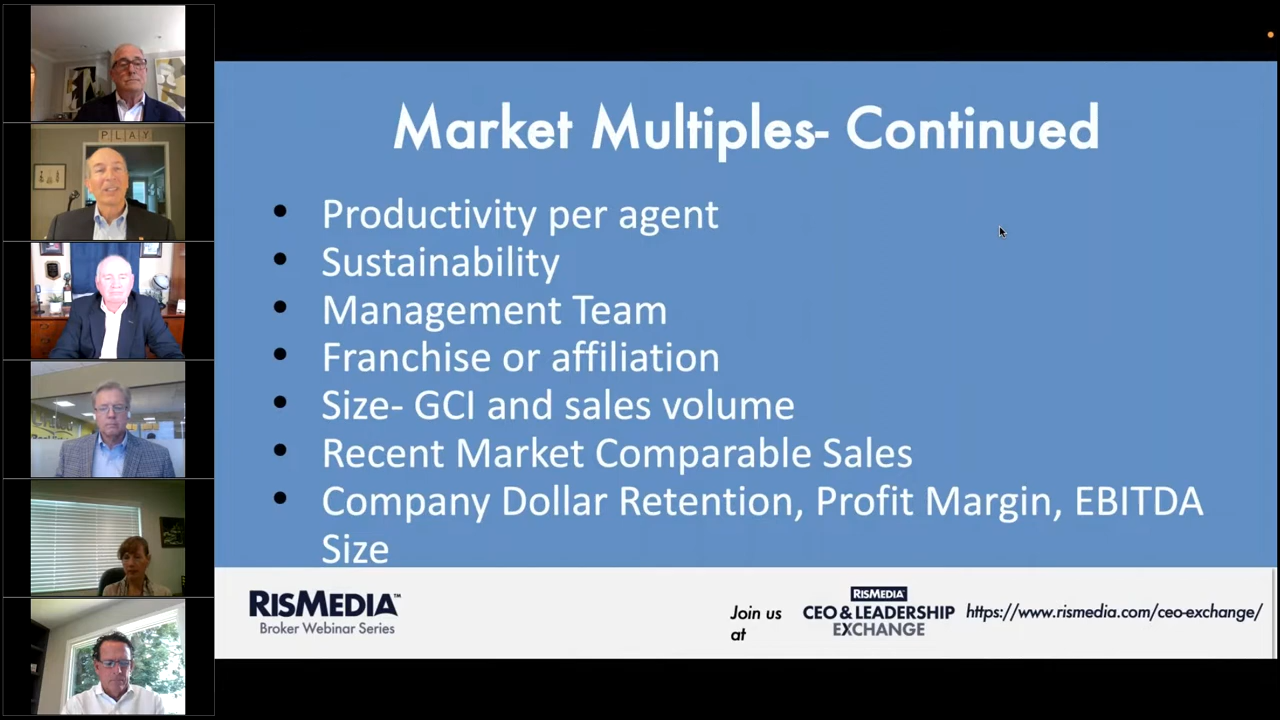 PLAY
Market Multiples- Continued
• Productivity per agent
• Sustainability
• Management Team
• Franchise or affiliation
• Size- GCI and sales volume
• Recent Market Comparable Sales
• Company Dollar Retention, Profit Margin, EBITDA
Size
RISMEDIA™
Broker Webinar Series
Join us
at
RISMEDIA®
CEO & LEADERSHIP
EXCHANGE
https://www.rismedia.com/ceo-exchange/